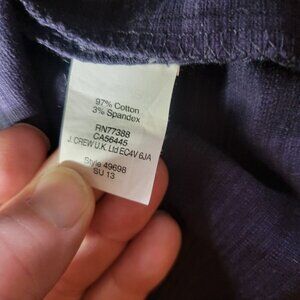 97% Cotton
3% Spandex
RN77388
CA56445
J. CREW U.K. Ltd EC4V 6JA
Style 49698
SU 13